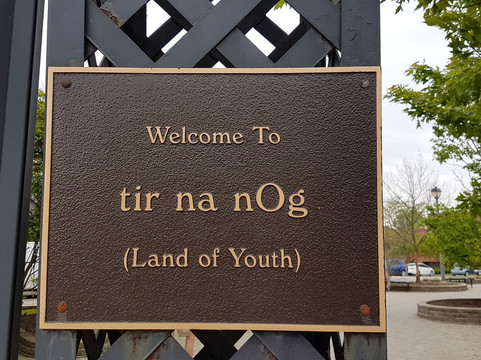 Welcome To
tir na nOg
(Land of Youth)